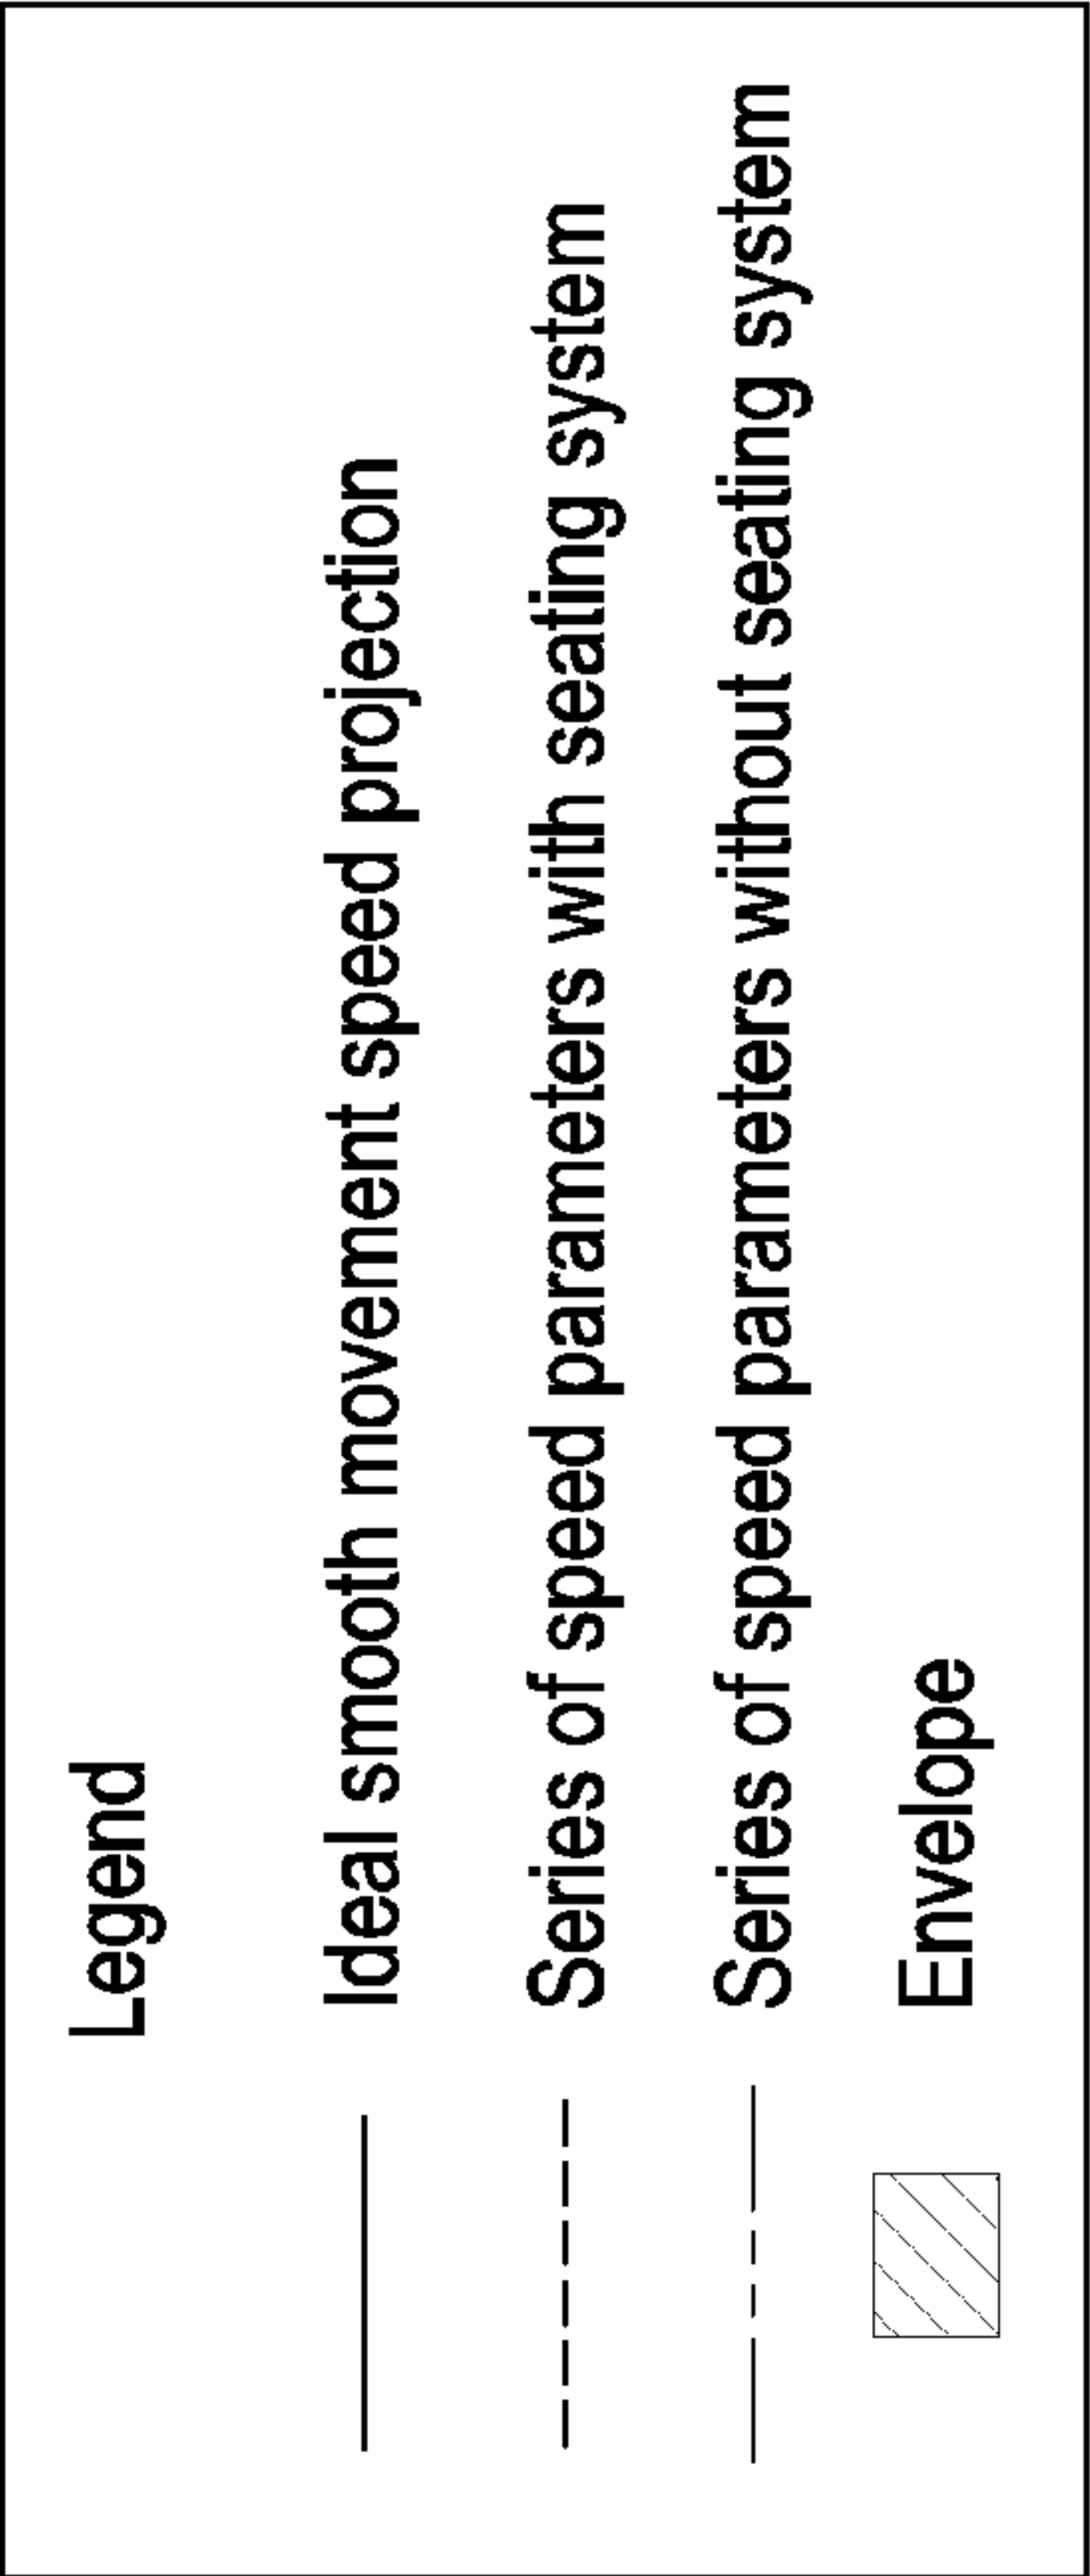 Legend
Ideal smooth movement speed projection
Series of speed parameters with seating system
Series of speed parameters without seating system
Envelope